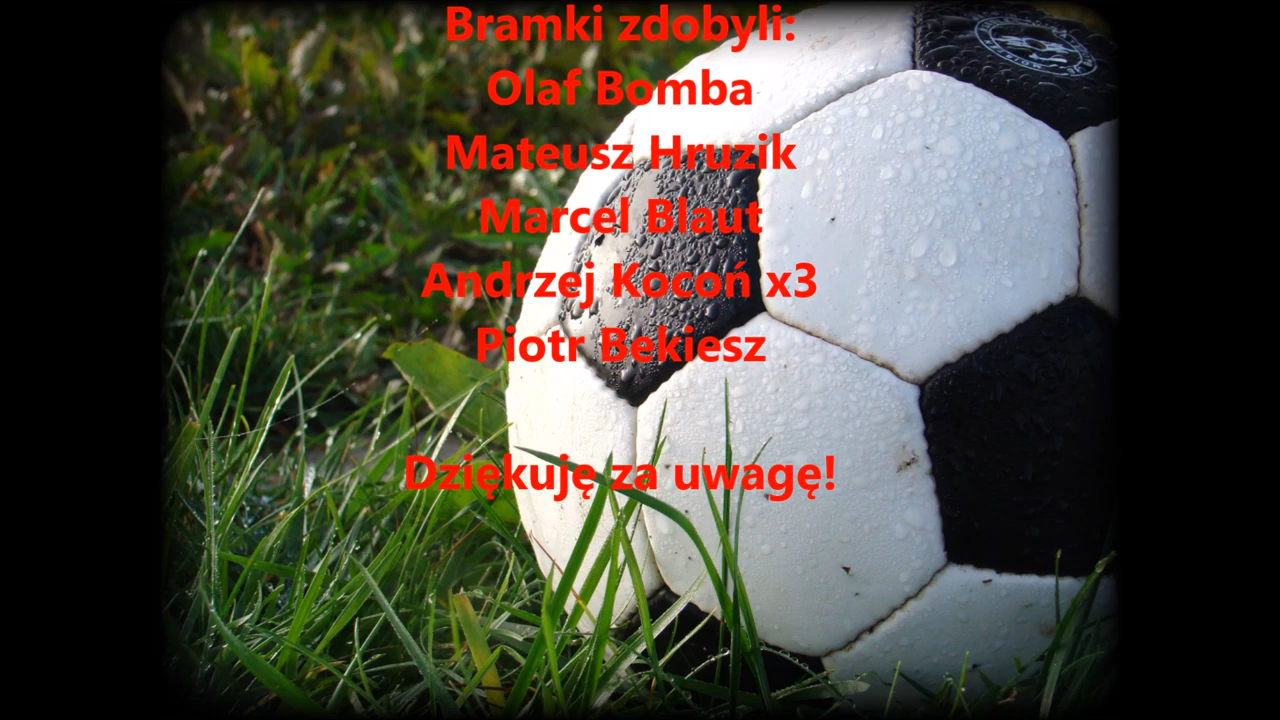 Bramki zdobyli:
Olaf Bomba
Mateusz Hruzik
Marcel Blaut
Andrzej Kocoń x3
Piotr Bekiesz
Dziękuję za uwagę!